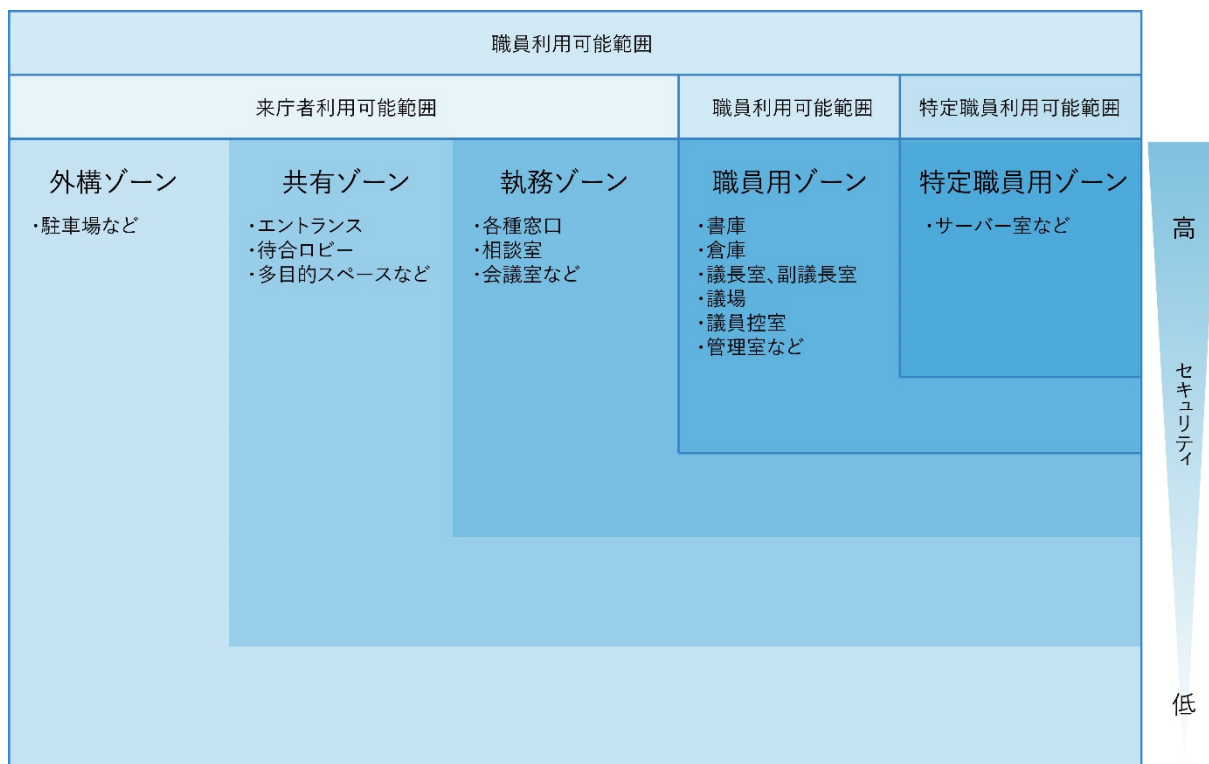 職員利用可能範囲
来庁者利用可能範囲
職員利用可能範囲
特定職員利用可能範囲
外構ゾーン
・駐車場など
共有ゾーン
・エントランス
・待合ロビー
・多目的スペースなど
執務ゾーン
・各種窓口
・相談室
・会議室など
職員用ゾーン
・書庫
・倉庫
・議長室、副議長室
・議場
・議員控室
・管理室など
特定職員用ゾーン
・サーバー室など
高
セキュリティ
低